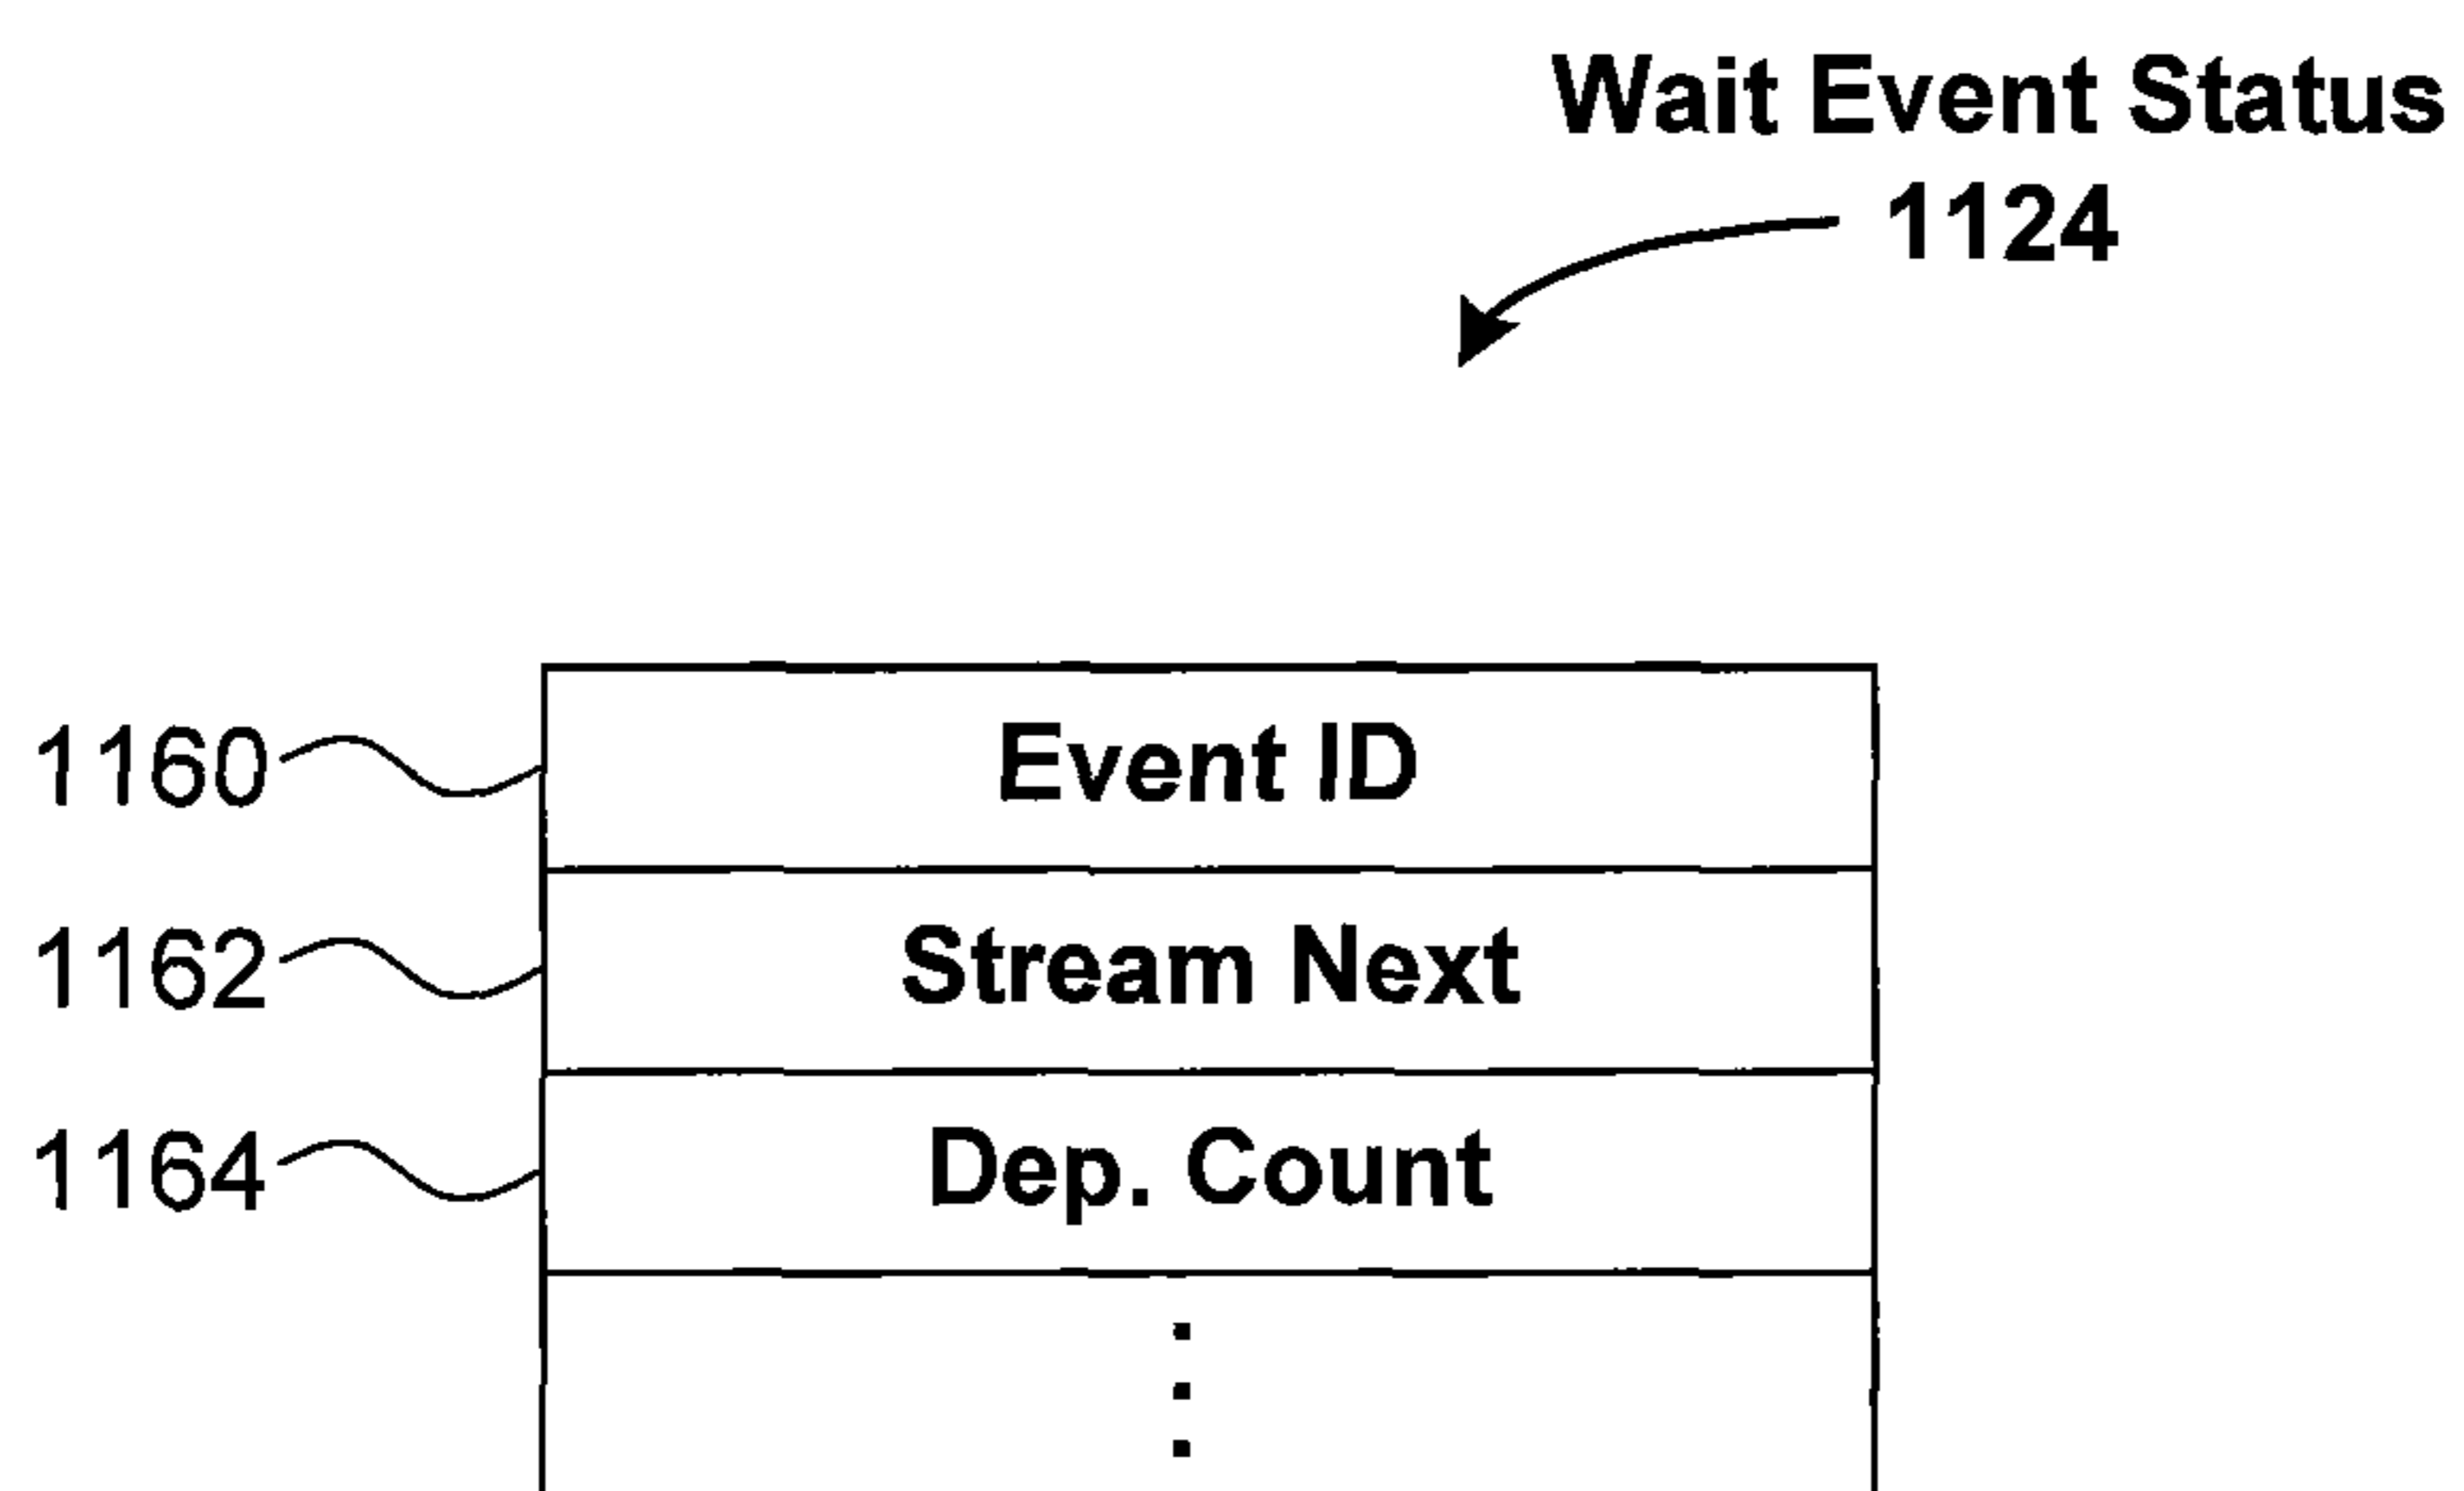 Wait Event Status
1124
1160 Event ID
1162 Stream Next
1164 Dep. Count